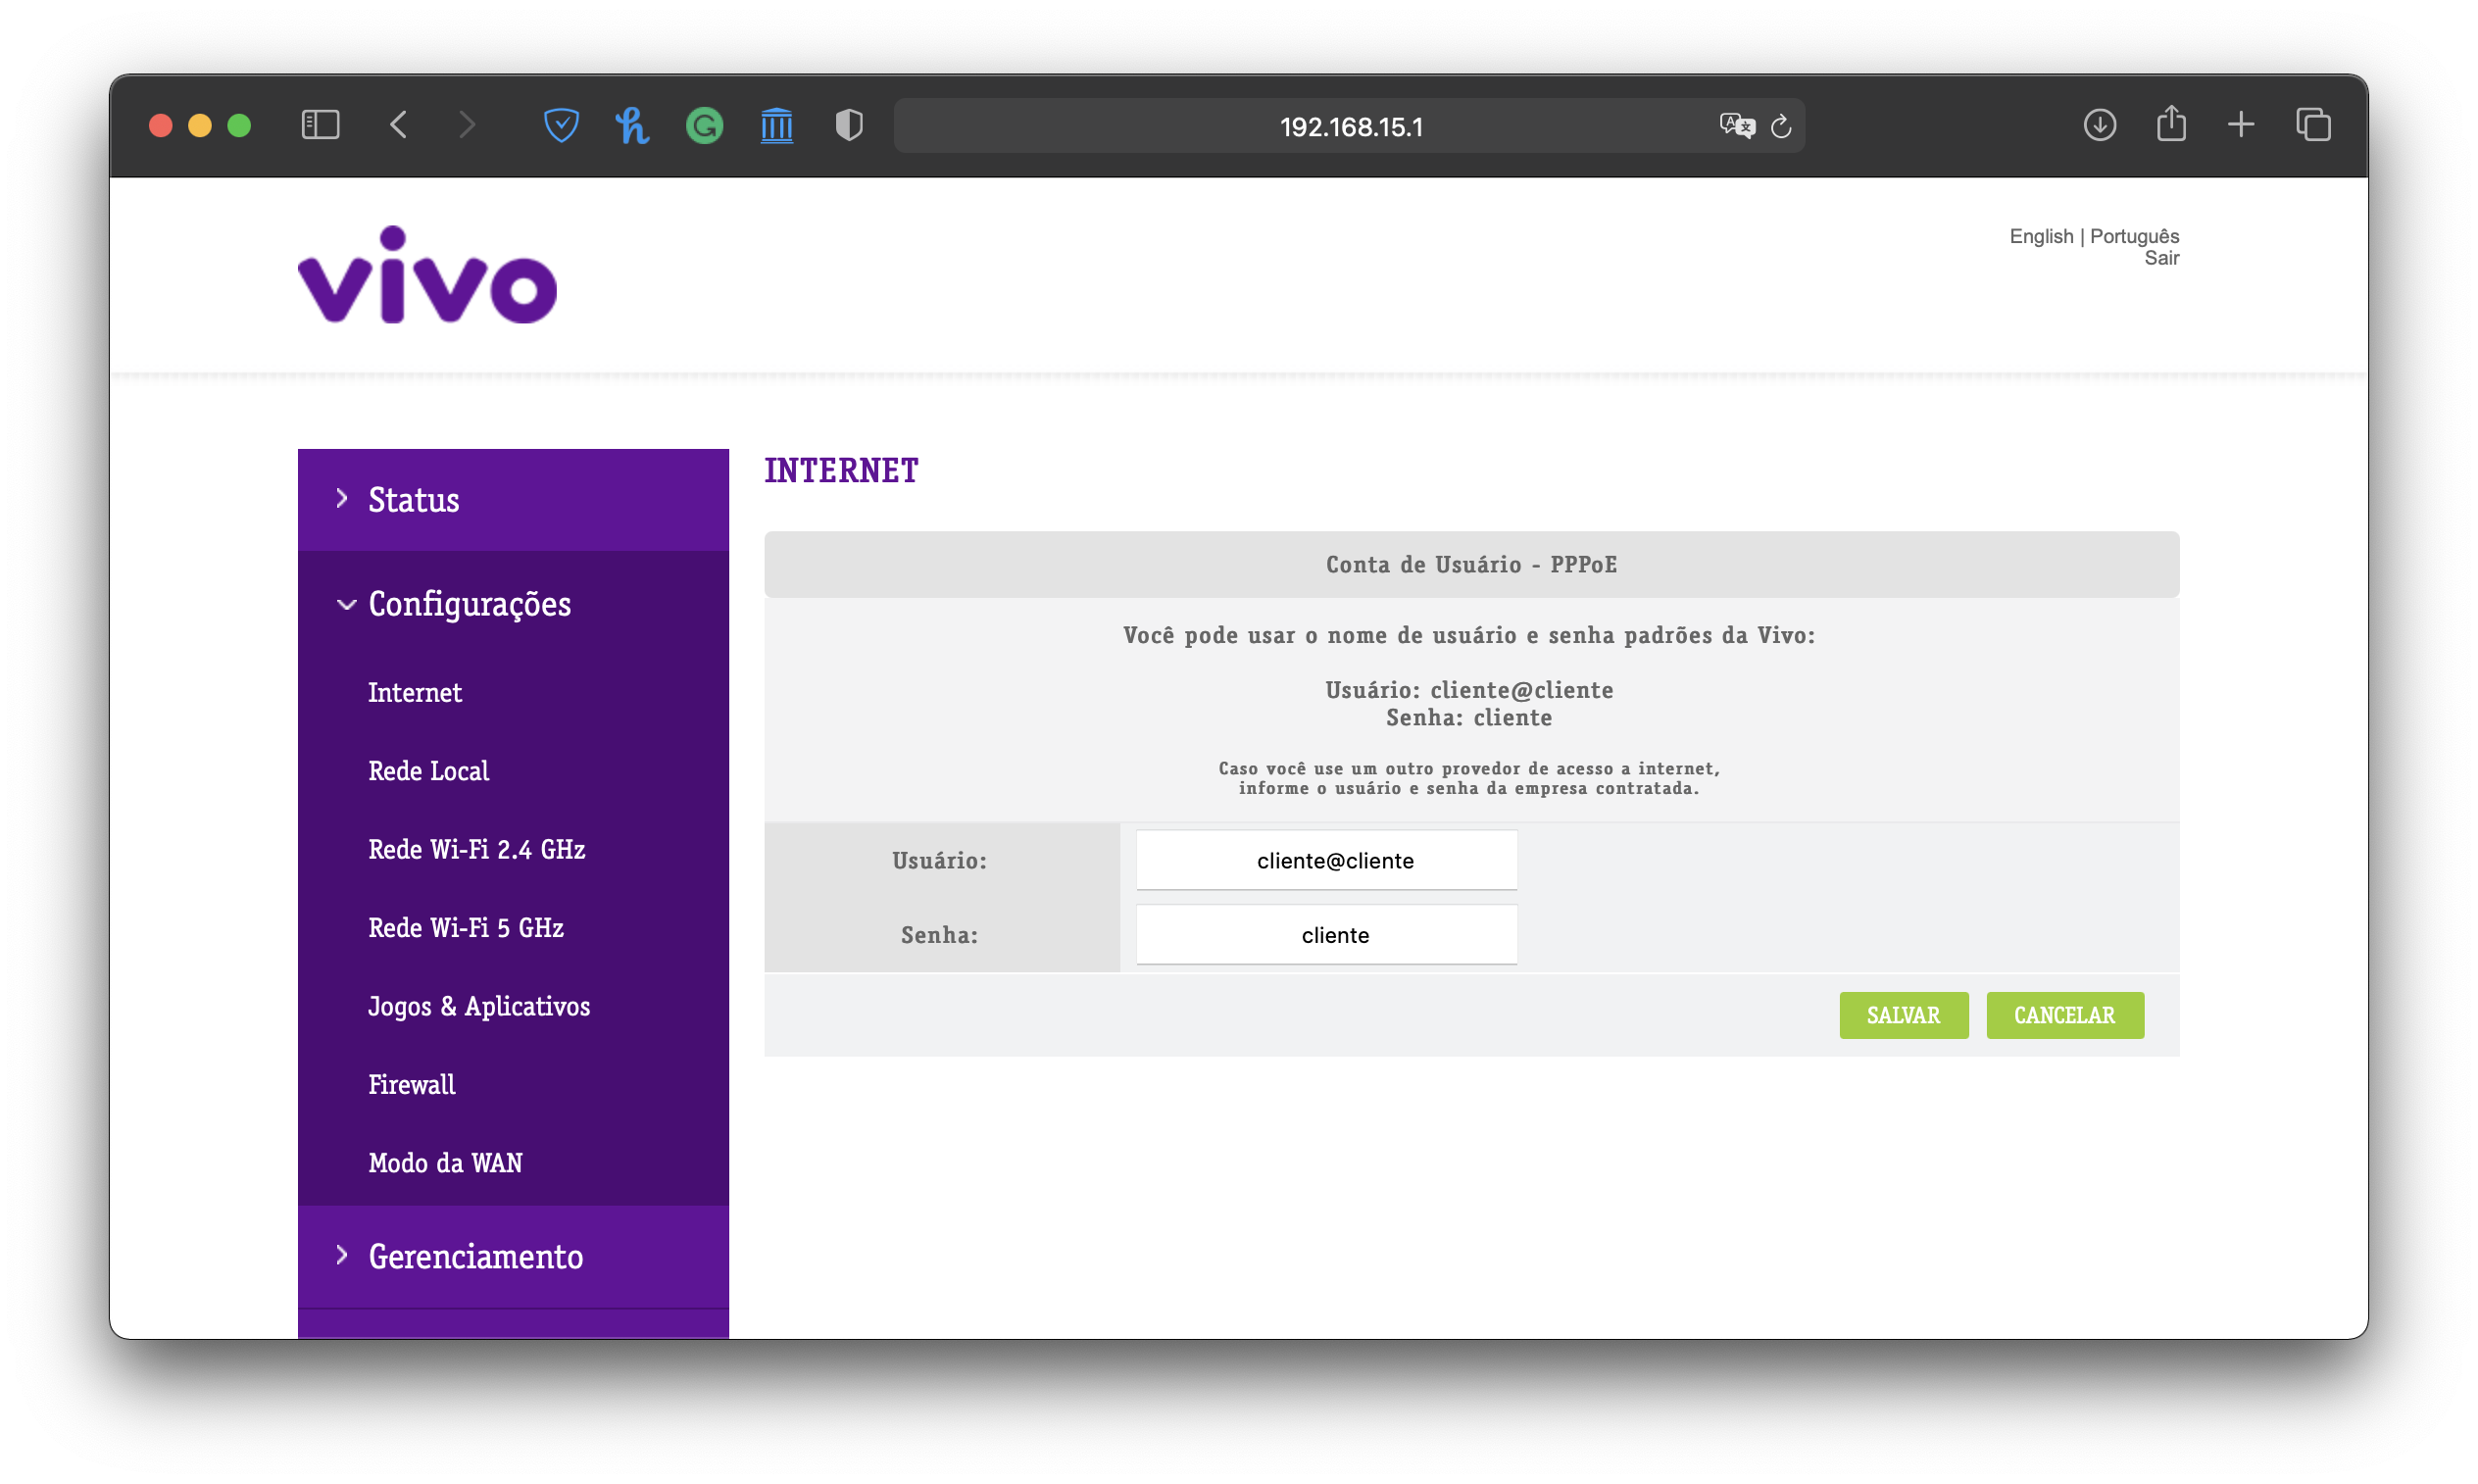 192.168.15.1
vivo
English | Português
Sair
Status
Configurações
Internet
Rede Local
Rede Wi-Fi 2.4 GHz
Rede Wi-Fi 5 GHz
Jogos & Aplicativos
Firewall
Modo da WAN
Gerenciamento
INTERNET
Conta de Usuário - PPPoE
Você pode usar o nome de usuário e senha padrões da Vivo:
Usuário: cliente@cliente
Senha: cliente
Caso você use um outro provedor de acesso a internet,
informe o usuário e senha da empresa contratada.
Usuário: cliente@cliente
Senha: cliente
SALVAR CANCELAR